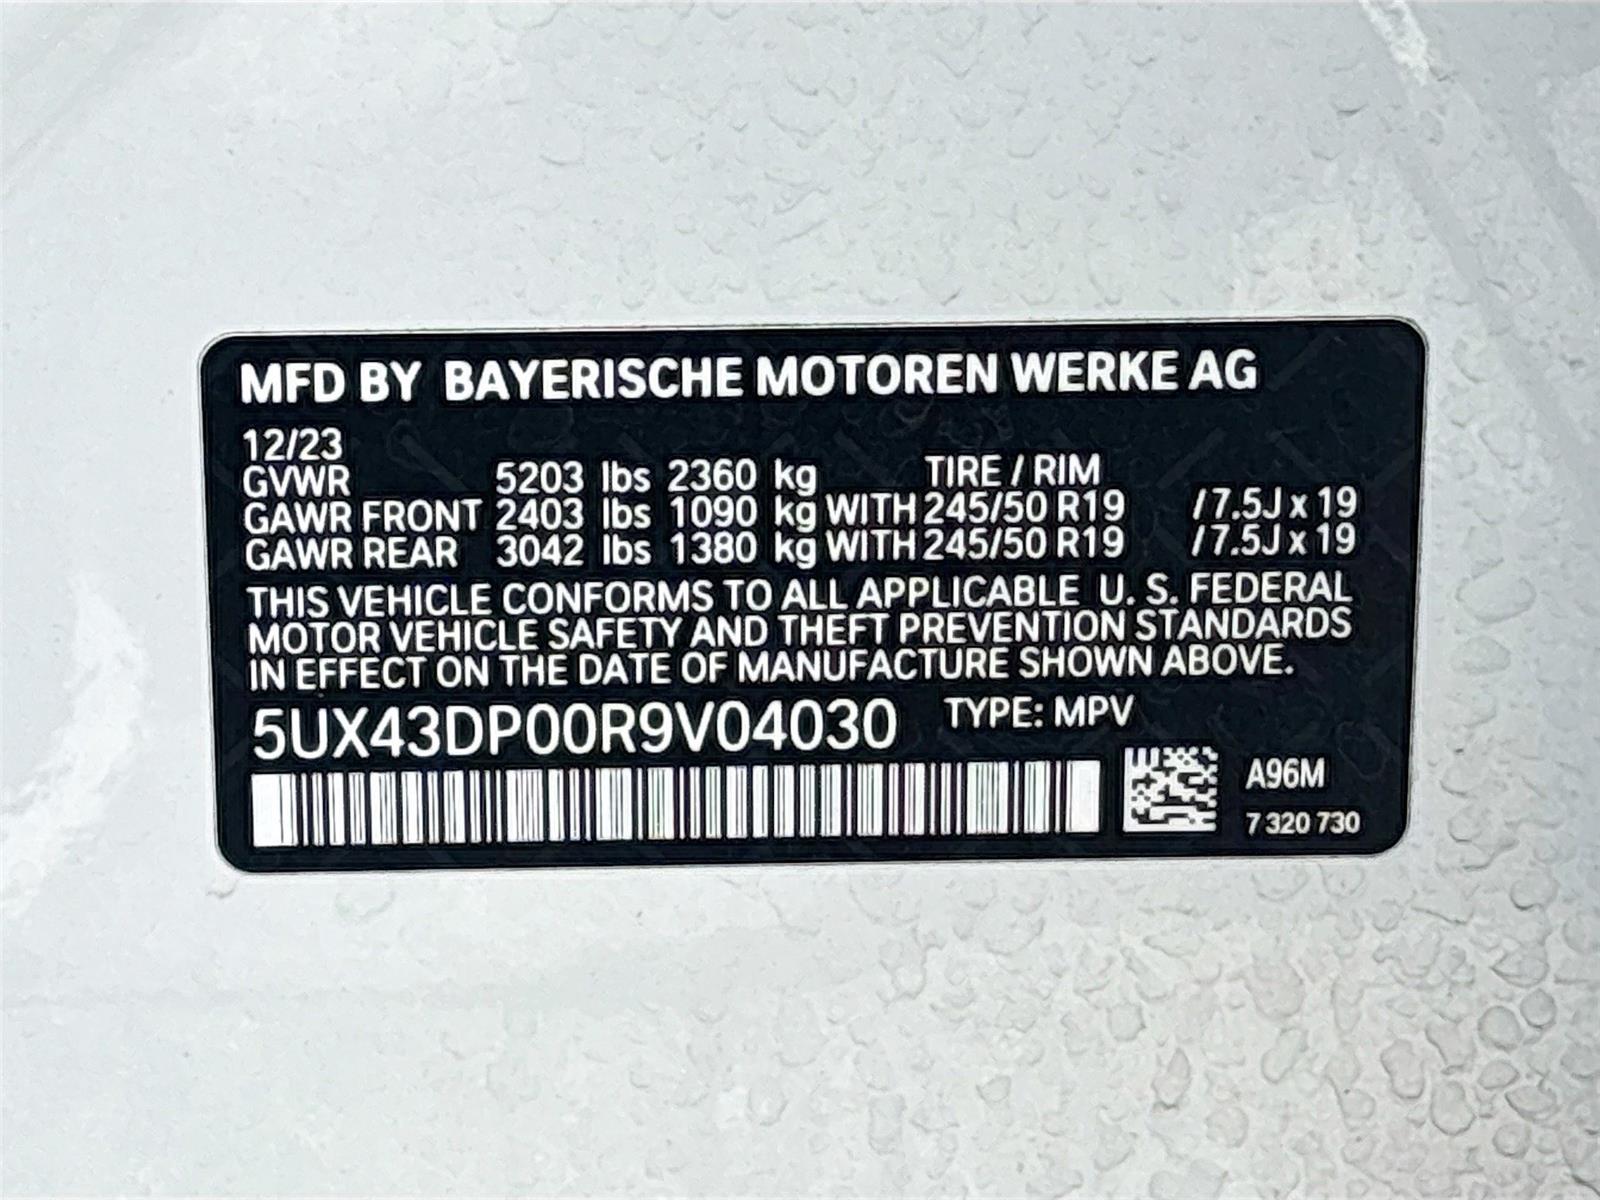 MFD BY BAYERISCHE MOTOREN WERKE AG
12/23
GVWR 5203 lbs 2360 kg TIRE / RIM
GAWR FRONT 2403 lbs 1090 kg WITH 245/50 R19 /7.5J x 19
GAWR REAR 3042 lbs 1380 kg WITH 245/50 R19 /7.5J x 19
THIS VEHICLE CONFORMS TO ALL APPLICABLE U. S. FEDERAL
MOTOR VEHICLE SAFETY AND THEFT PREVENTION STANDARDS
IN EFFECT ON THE DATE OF MANUFACTURE SHOWN ABOVE.
5UX43DP00R9V04030 TYPE: MPV
A96M
7 320 730